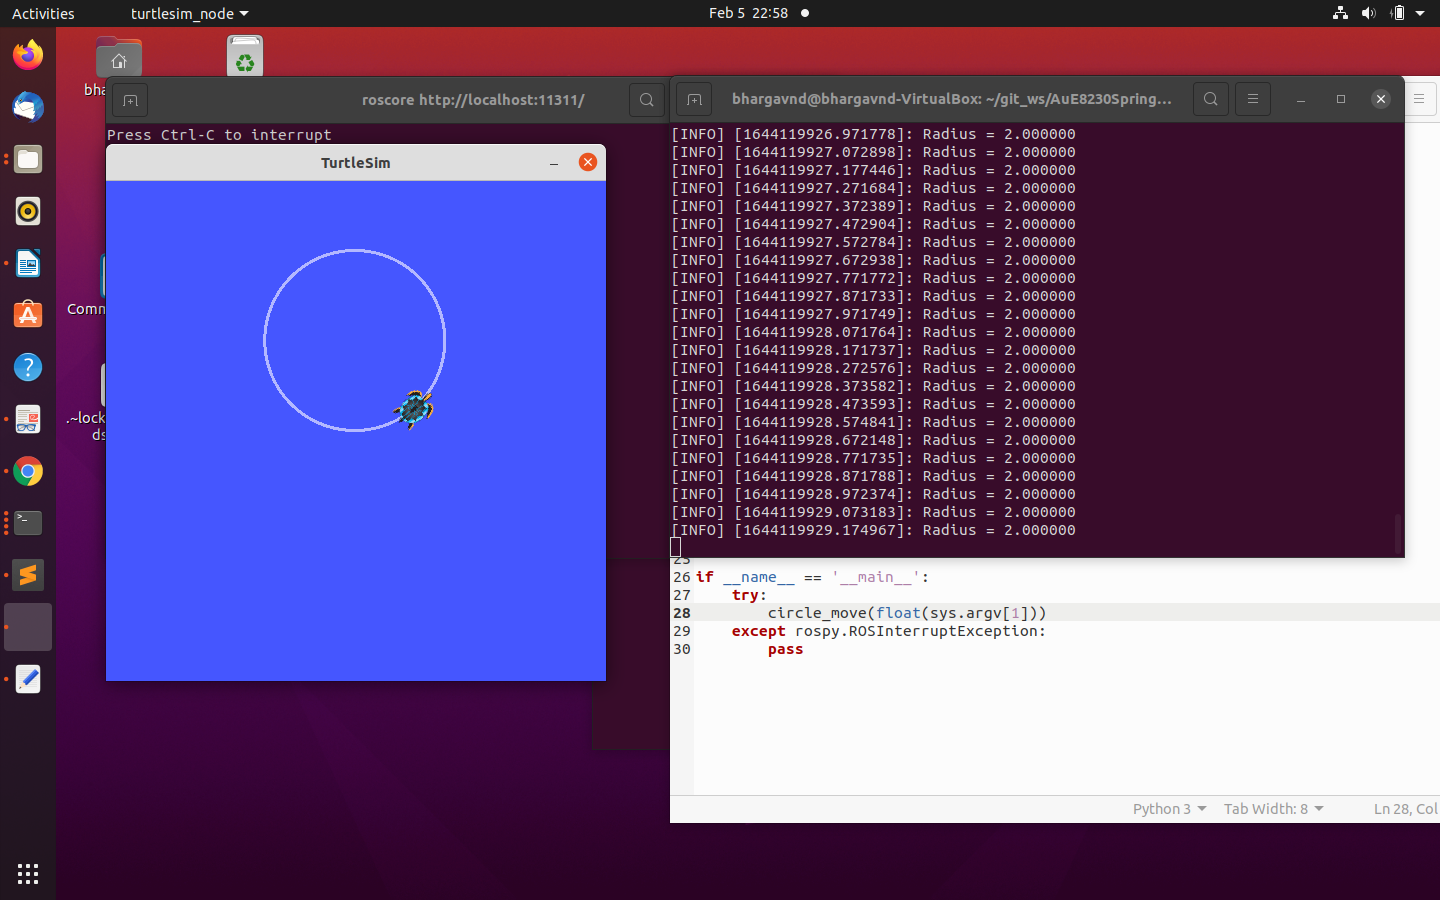 Activities
turtlesim_node
Feb 5 22:58
bha
roscore http://localhost:11311/
bhargavnd@bhargavnd-VirtualBox: ~/git_ws/AuE8230Spring...
Press Ctrl-C to interrupt
TurtleSim
[INFO] [1644119926.971778]: Radius = 2.000000
[INFO] [1644119927.072898]: Radius = 2.000000
[INFO] [1644119927.177446]: Radius = 2.000000
[INFO] [1644119927.271684]: Radius = 2.000000
[INFO] [1644119927.372389]: Radius = 2.000000
[INFO] [1644119927.472904]: Radius = 2.000000
[INFO] [1644119927.572784]: Radius = 2.000000
[INFO] [1644119927.672938]: Radius = 2.000000
[INFO] [1644119927.771772]: Radius = 2.000000
[INFO] [1644119927.871733]: Radius = 2.000000
[INFO] [1644119927.971749]: Radius = 2.000000
[INFO] [1644119928.071764]: Radius = 2.000000
[INFO] [1644119928.171737]: Radius = 2.000000
[INFO] [1644119928.272576]: Radius = 2.000000
[INFO] [1644119928.373582]: Radius = 2.000000
[INFO] [1644119928.473593]: Radius = 2.000000
[INFO] [1644119928.574841]: Radius = 2.000000
[INFO] [1644119928.672148]: Radius = 2.000000
[INFO] [1644119928.771735]: Radius = 2.000000
[INFO] [1644119928.871788]: Radius = 2.000000
[INFO] [1644119928.972374]: Radius = 2.000000
[INFO] [1644119929.073183]: Radius = 2.000000
[INFO] [1644119929.174967]: Radius = 2.000000
Comn
.~lock
ds
25
26 if __name__ == '__main__':
27 try:
28 circle_move(float(sys.argv[1]))
29 except rospy.ROSInterruptException:
30 pass
Python 3
Tab Width: 8
Ln 28, Col